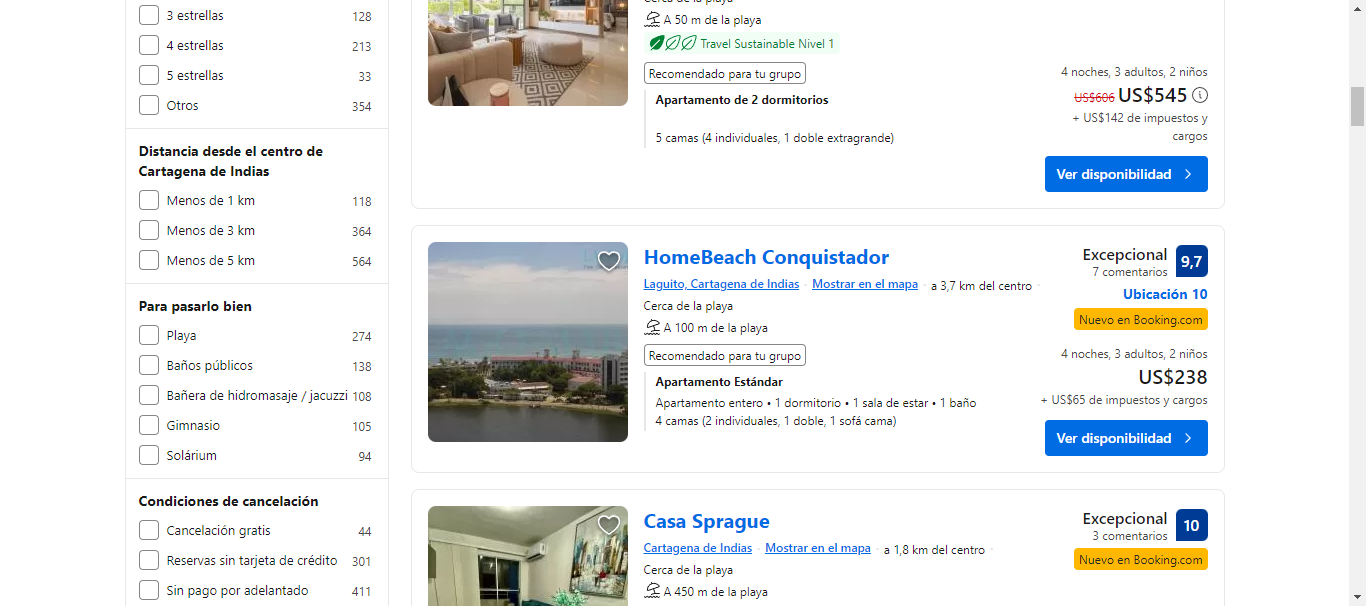 3 estrellas 128
4 estrellas 213
5 estrellas 33
Otros 354
Distancia desde el centro de
Cartagena de Indias
Menos de 1 km 118
Menos de 3 km 364
Menos de 5 km 564
Para pasarlo bien
Playa 274
Baños públicos 138
Bañera de hidromasaje / jacuzzi 108
Gimnasio 105
Solárium 94
Condiciones de cancelación
Cancelación gratis 44
Reservas sin tarjeta de crédito 301
Sin pago por adelantado 411
Cerca de la playa
A 50 m de la playa
Travel Sustainable Nivel 1
Recomendado para tu grupo
Apartamento de 2 dormitorios
5 camas (4 individuales, 1 doble extragrande)
4 noches, 3 adultos, 2 niños
US$606 US$545
+ US$142 de impuestos y
cargos
Ver disponibilidad
HomeBeach Conquistador
Laguito, Cartagena de Indias · Mostrar en el mapa · a 3,7 km del centro ·
Cerca de la playa
A 100 m de la playa
Recomendado para tu grupo
Apartamento Estándar
Apartamento entero • 1 dormitorio • 1 sala de estar • 1 baño
4 camas (2 individuales, 1 doble, 1 sofá cama)
Excepcional 9,7
7 comentarios
Ubicación 10
Nuevo en Booking.com
4 noches, 3 adultos, 2 niños
US$238
+ US$65 de impuestos y cargos
Ver disponibilidad
Casa Sprague
Cartagena de Indias · Mostrar en el mapa · a 1,8 km del centro ·
Cerca de la playa
A 450 m de la playa
Excepcional 10
3 comentarios
Nuevo en Booking.com